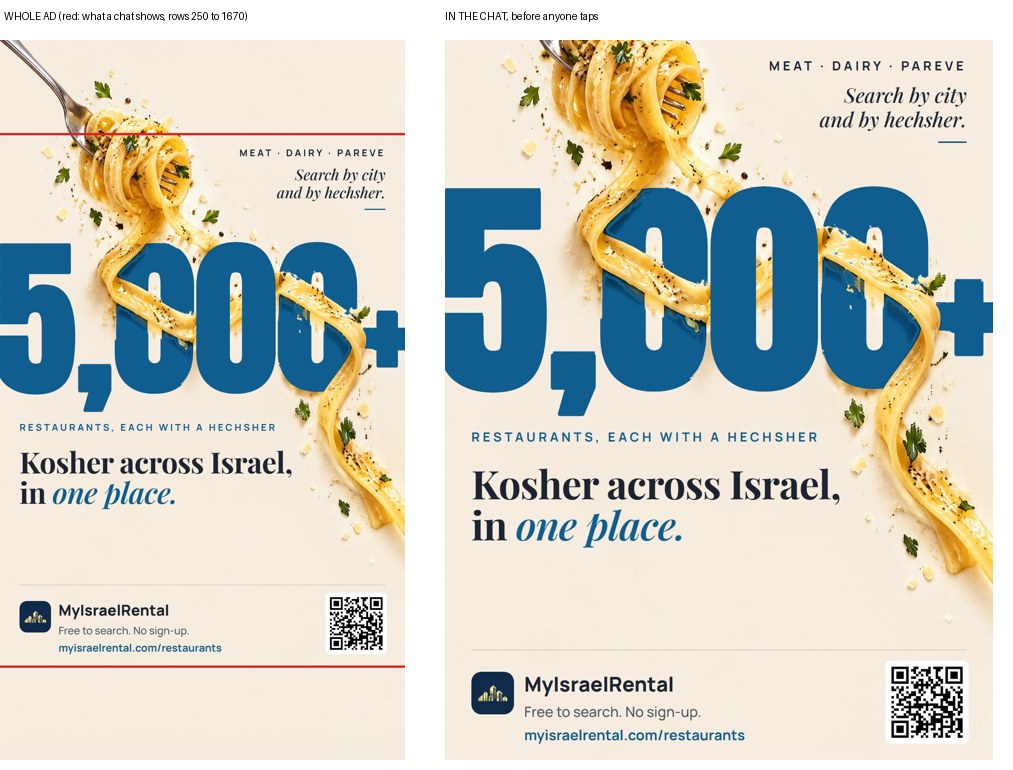 WHOLE AD (red: what a chat shows, rows 250 to 1670)
MEAT · DAIRY · PAREVE
Search by city
and by hechsher.
5,000+
RESTAURANTS, EACH WITH A HECHSHER
Kosher across Israel,
in one place.
MyIsraelRental
Free to search. No sign-up.
myisraelrental.com/restaurants
IN THE CHAT, before anyone taps
MEAT · DAIRY · PAREVE
Search by city
and by hechsher.
5,000+
RESTAURANTS, EACH WITH A HECHSHER
Kosher across Israel,
in one place.
MyIsraelRental
Free to search. No sign-up.
myisraelrental.com/restaurants